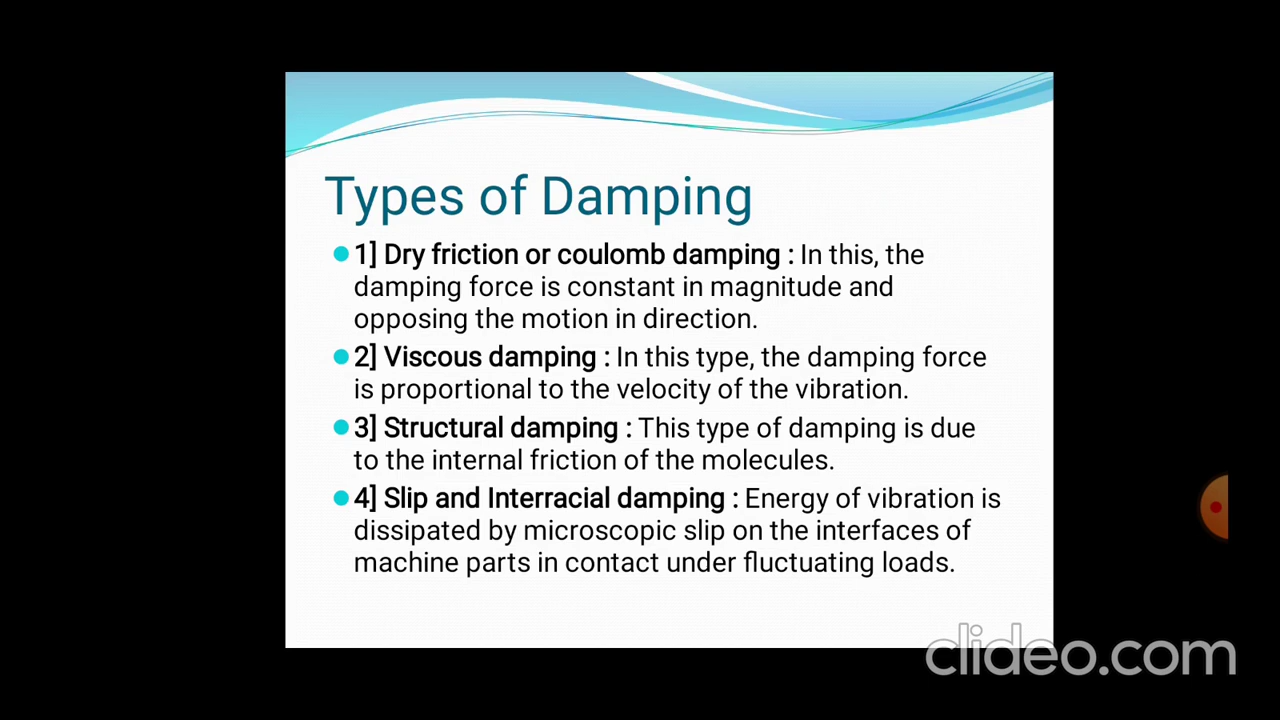 Types of Damping
1] Dry friction or coulomb damping : In this, the
damping force is constant in magnitude and
opposing the motion in direction.
2] Viscous damping : In this type, the damping force
is proportional to the velocity of the vibration.
3] Structural damping : This type of damping is due
to the internal friction of the molecules.
4] Slip and Interracial damping : Energy of vibration is
dissipated by microscopic slip on the interfaces of
machine parts in contact under fluctuating loads.
clideo.com